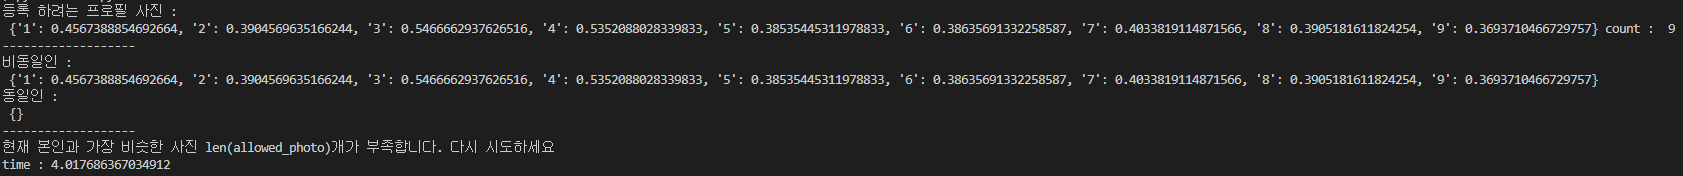 등록 하려는 프로필 사진 :
{'1': 0.4567388854692664, '2': 0.3904569635166244, '3': 0.5466662937626516, '4': 0.5352088028339833, '5': 0.38535445311978833, '6': 0.38635691332258587, '7': 0.4033819114871566, '8': 0.3905181611824254, '9': 0.3693710466729757} count :  9
-------------------
비동일인 :
{'1': 0.4567388854692664, '2': 0.3904569635166244, '3': 0.5466662937626516, '4': 0.5352088028339833, '5': 0.38535445311978833, '6': 0.38635691332258587, '7': 0.4033819114871566, '8': 0.3905181611824254, '9': 0.3693710466729757}
동일인 :
{}
-------------------
현재 본인과 가장 비슷한 사진 len(allowed_photo)개가 부족합니다. 다시 시도하세요
time : 4.017686367034912